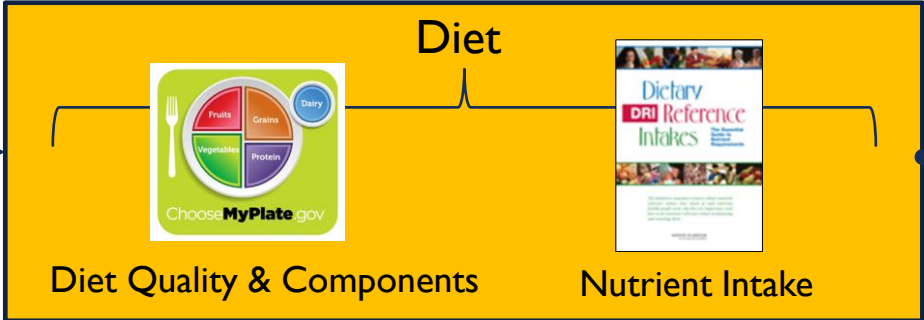 Diet
Fruits
Grains
Dairy
Vegetables
Protein
ChooseMyPlate.gov
Dietary
DRI Reference
Intakes
The Essential
Guide to
Nutrient
Requirements
Diet Quality & Components
Nutrient Intake